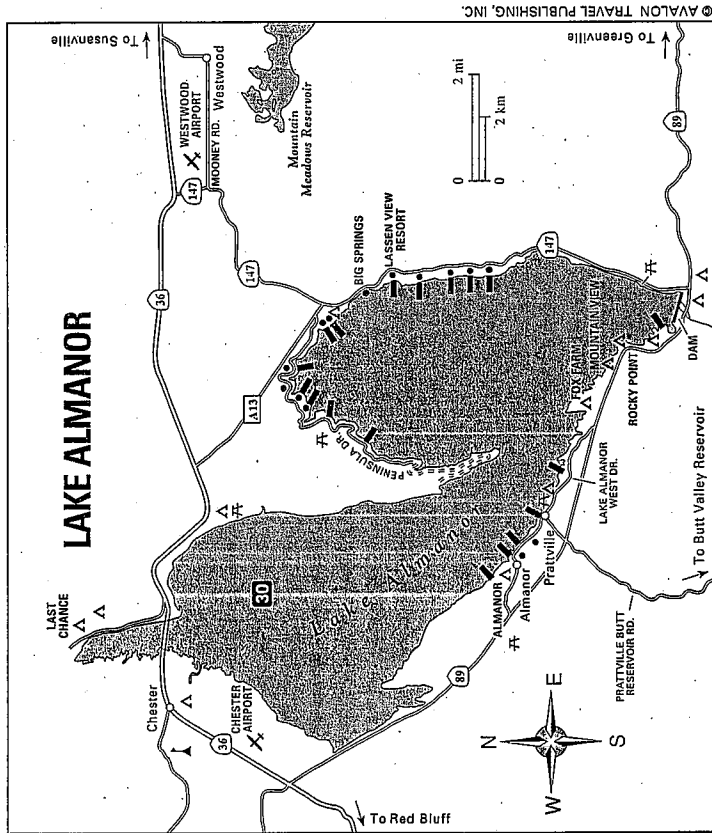 © AVALON TRAVEL PUBLISHING, INC.
LAKE ALMANOR
To Susanville
To Greenville
WESTWOOD
AIRPORT
MOONEY RD.
Westwood
147
147
147
36
A13
Mountain
Meadows Reservoir
0
2 mi
0
2 km
89
BIG SPRINGS
LASSEN VIEW
RESORT
LAST
CHANCE
Chester
CHESTER
AIRPORT
36
To Red Bluff
30
Lake Almanor
PENINSULA DR.
FOX FARM
MOUNTAIN VIEW
ROCKY POINT
DAM
LAKE ALMANOR
WEST DR.
ALMANOR
Almanor
Prattville
89
PRATTVILLE BUTT
RESERVOIR RD.
To Butt Valley Reservoir
N
W
E
S